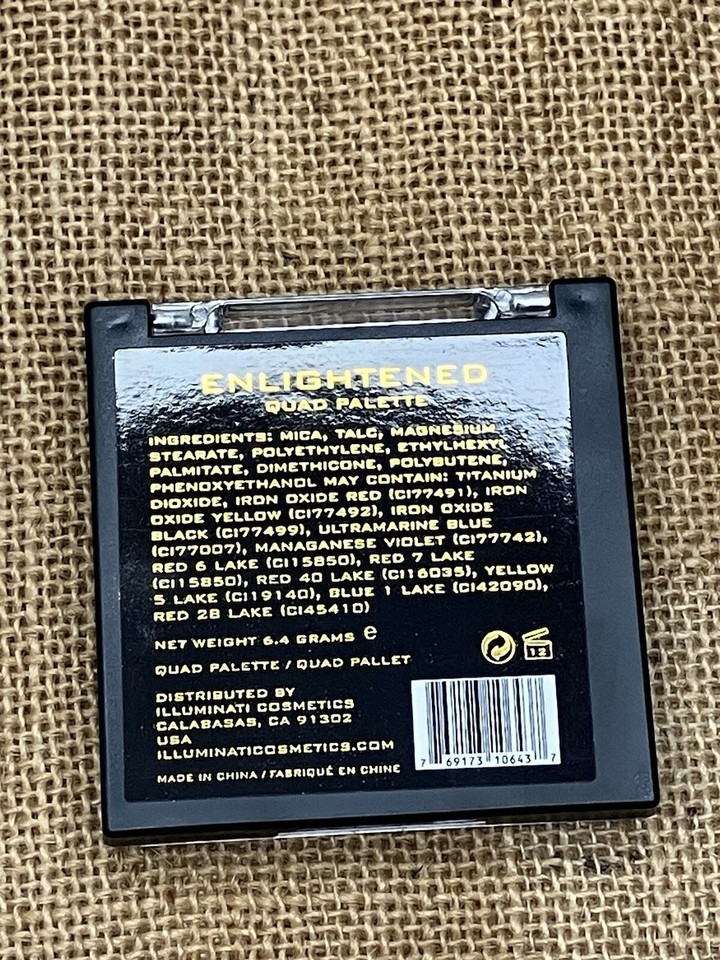 ENLIGHTENED
QUAD PALETTE
INGREDIENTS: MICA, TALC, MAGNESIUM
STEARATE, POLYETHYLENE, ETHYLHEXYL
PALMITATE, DIMETHICONE, POLYBUTENE,
PHENOXYETHANOL MAY CONTAIN: TITANIUM
DIOXIDE, IRON OXIDE RED (CI77491), IRON
OXIDE YELLOW (CI77492), IRON OXIDE
BLACK (CI77499), ULTRAMARINE BLUE
(CI77007), MANAGANESE VIOLET (CI77742),
RED 6 LAKE (CI15850), RED 7 LAKE
(CI15850), RED 40 LAKE (CI16035), YELLOW
5 LAKE (CI19140), BLUE 1 LAKE (CI42090),
RED 28 LAKE (CI45410)
NET WEIGHT 6.4 GRAMS e
QUAD PALETTE / QUAD PALLET
12
DISTRIBUTED BY
ILLUMINATI COSMETICS
CALABASAS, CA 91302
USA
ILLUMINATICOSMETICS.COM
MADE IN CHINA / FABRIQUÉ EN CHINE
7 69173 10643 7